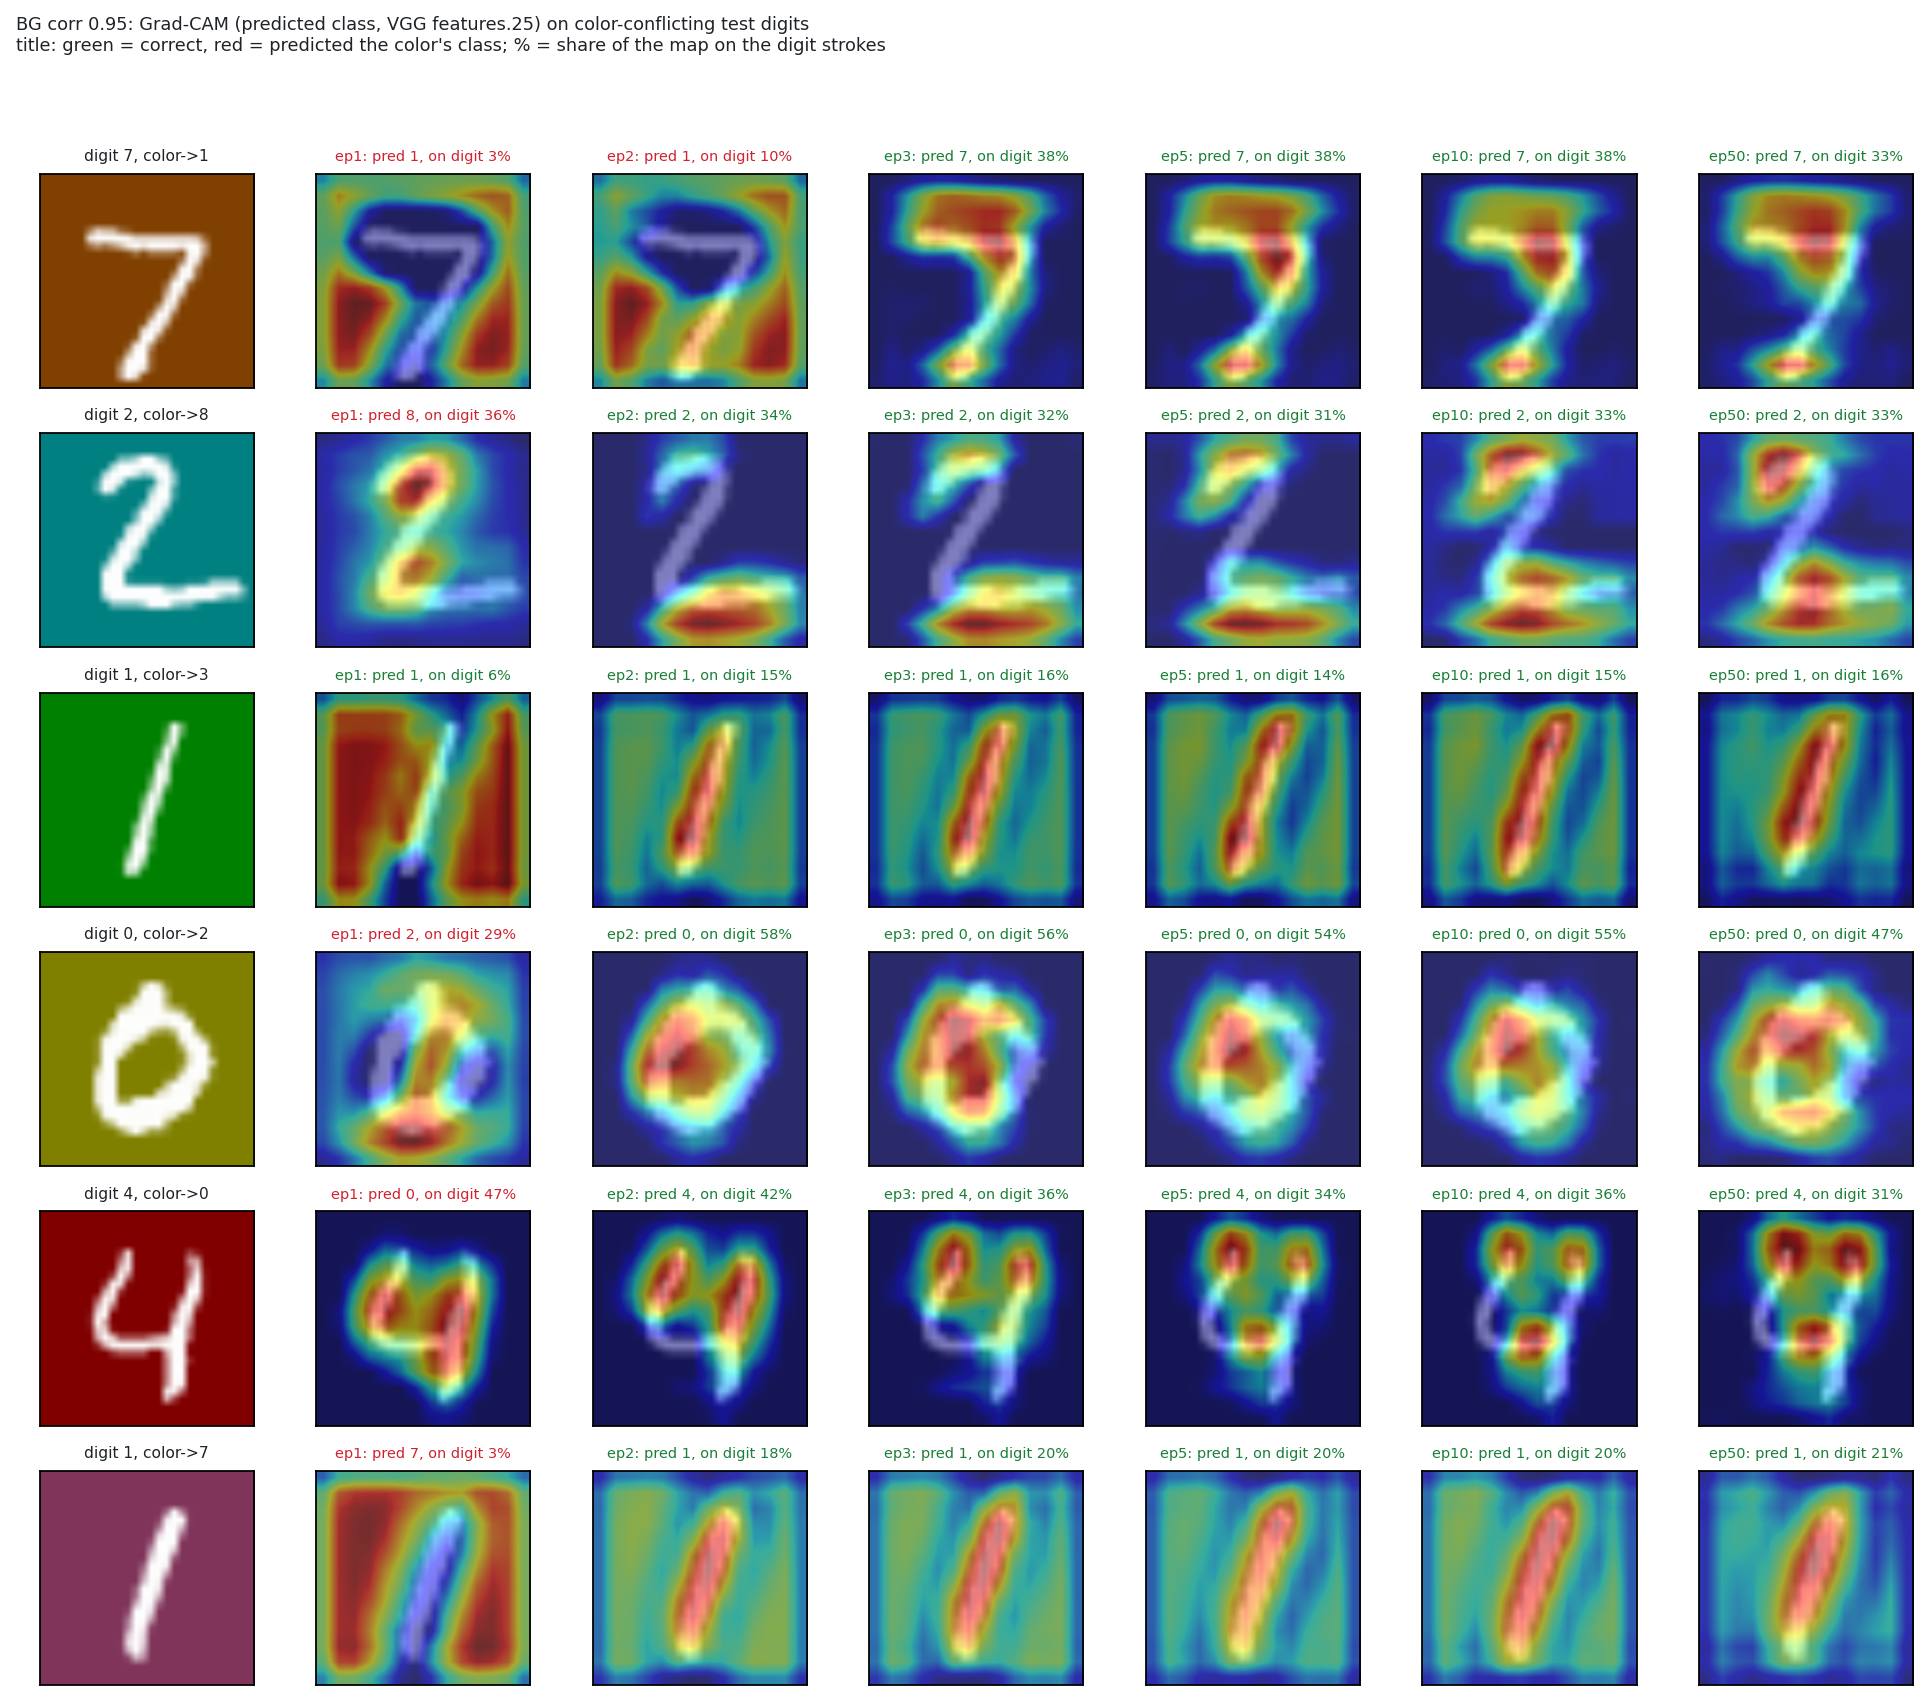 BG corr 0.95: Grad-CAM (predicted class, VGG features.25) on color-conflicting test digits
title: green = correct, red = predicted the color's class; % = share of the map on the digit strokes
digit 7, color->1
ep1: pred 1, on digit 3%
ep2: pred 1, on digit 10%
ep3: pred 7, on digit 38%
ep5: pred 7, on digit 38%
ep10: pred 7, on digit 38%
ep50: pred 7, on digit 33%
7
digit 2, color->8
ep1: pred 8, on digit 36%
ep2: pred 2, on digit 34%
ep3: pred 2, on digit 32%
ep5: pred 2, on digit 31%
ep10: pred 2, on digit 33%
ep50: pred 2, on digit 33%
2
digit 1, color->3
ep1: pred 1, on digit 6%
ep2: pred 1, on digit 15%
ep3: pred 1, on digit 16%
ep5: pred 1, on digit 14%
ep10: pred 1, on digit 15%
ep50: pred 1, on digit 16%
1
digit 0, color->2
ep1: pred 2, on digit 29%
ep2: pred 0, on digit 58%
ep3: pred 0, on digit 56%
ep5: pred 0, on digit 54%
ep10: pred 0, on digit 55%
ep50: pred 0, on digit 47%
0
digit 4, color->0
ep1: pred 0, on digit 47%
ep2: pred 4, on digit 42%
ep3: pred 4, on digit 36%
ep5: pred 4, on digit 34%
ep10: pred 4, on digit 36%
ep50: pred 4, on digit 31%
4
digit 1, color->7
ep1: pred 7, on digit 3%
ep2: pred 1, on digit 18%
ep3: pred 1, on digit 20%
ep5: pred 1, on digit 20%
ep10: pred 1, on digit 20%
ep50: pred 1, on digit 21%
1